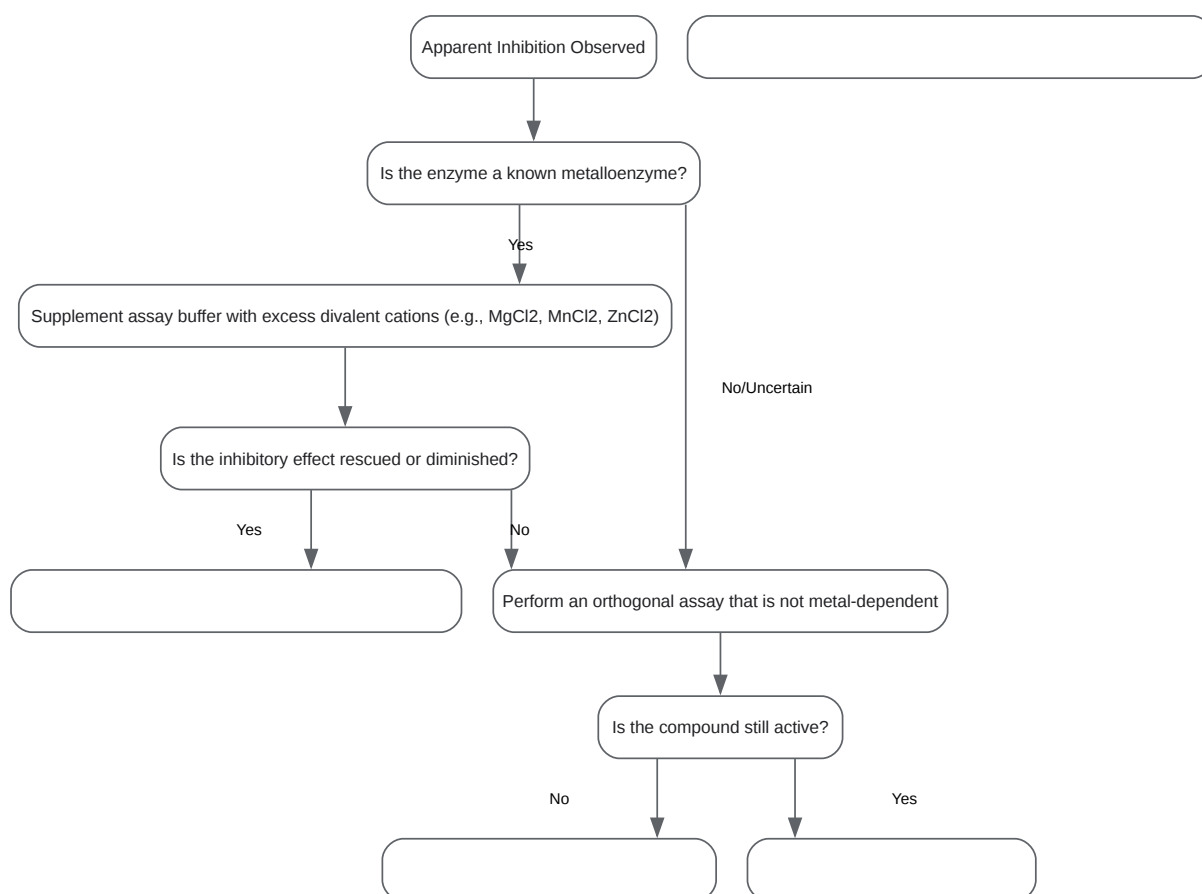 Apparent Inhibition Observed
Is the enzyme a known metalloenzyme?
Yes
Supplement assay buffer with excess divalent cations (e.g., MgCl2, MnCl2, ZnCl2)
No/Uncertain
Is the inhibitory effect rescued or diminished?
Yes
No
Perform an orthogonal assay that is not metal-dependent
Is the compound still active?
No
Yes